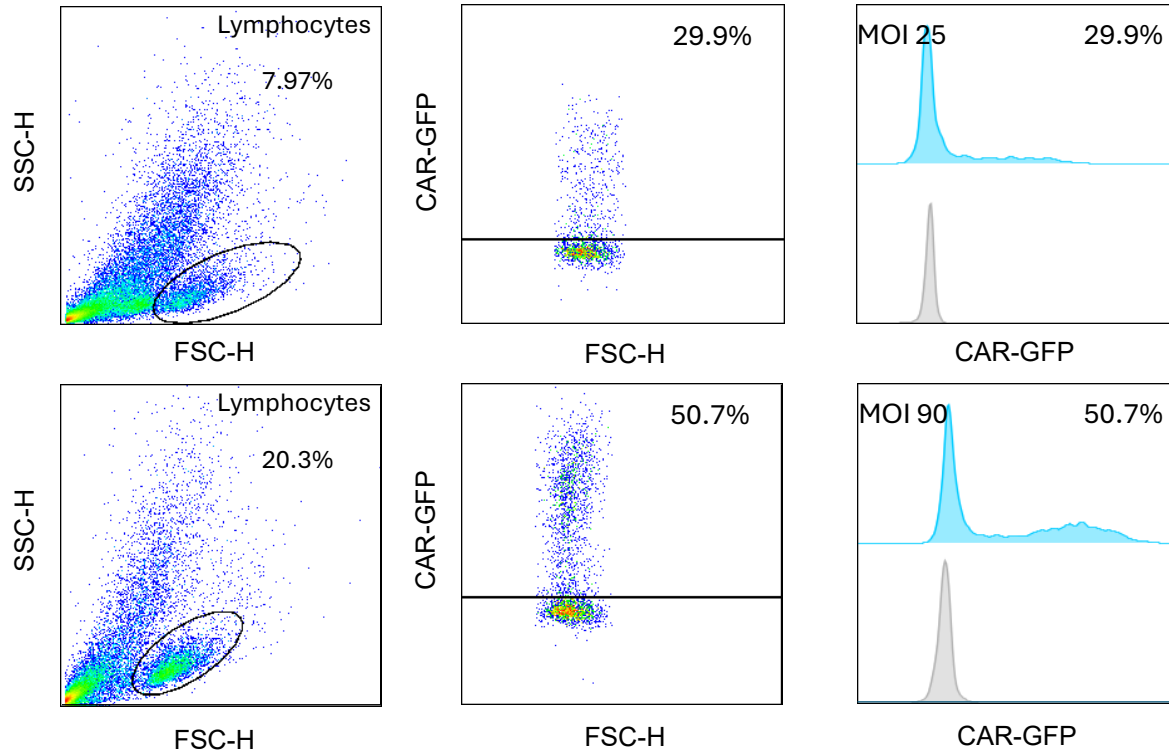 Lymphocytes
7.97%
SSC-H
FSC-H
29.9%
CAR-GFP
FSC-H
MOI 25
29.9%
CAR-GFP
Lymphocytes
20.3%
SSC-H
FSC-H
50.7%
CAR-GFP
FSC-H
MOI 90
50.7%
CAR-GFP